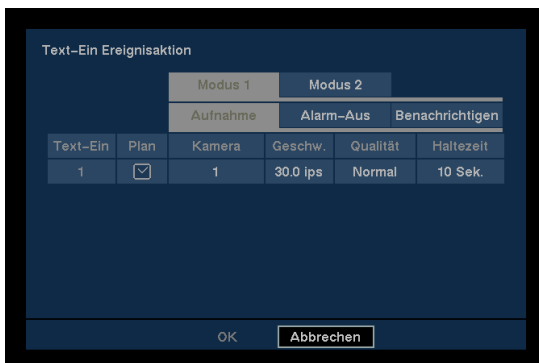 Text–Ein Ereignisaktion
Modus 1 Modus 2
Aufnahme Alarm–Aus Benachrichtigen
Text–Ein Plan Kamera Geschw. Qualität Haltezeit
1 1 30.0 ips Normal 10 Sek.
OK Abbrechen